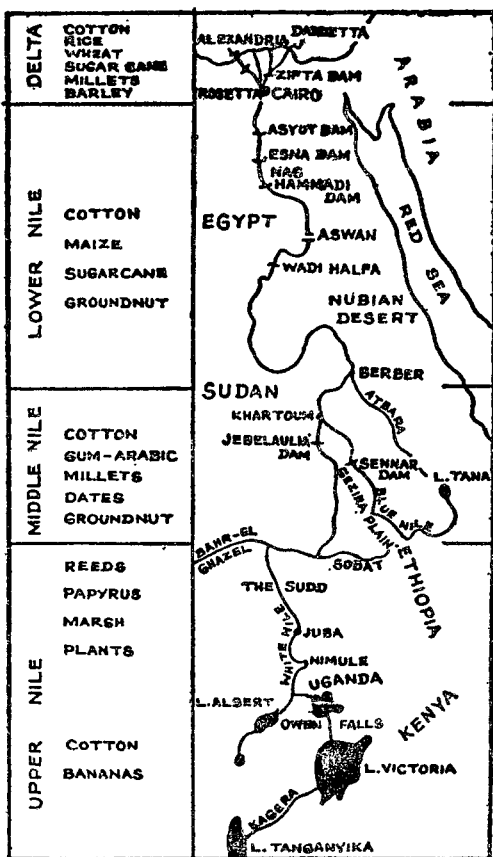 DELTA
COTTON
RICE
WHEAT
SUGAR CANE
MILLETS
BARLEY
LOWER NILE
COTTON
MAIZE
SUGARCANE
GROUNDNUT
MIDDLE NILE
COTTON
GUM-ARABIC
MILLETS
DATES
GROUNDNUT
UPPER NILE
REEDS
PAPYRUS
MARSH
PLANTS
COTTON
BANANAS
ALEXANDRIA
DAMIETTA
ZIFTA DAM
ROSETTA
CAIRO
ARABIA
ASYUT DAM
ESNA DAM
NAG
HAMMADI
DAM
EGYPT
ASWAN
RED SEA
WADI HALFA
NUBIAN
DESERT
BERBER
SUDAN
ATBARA
KHARTOUM
JEBELAULIA
DAM
SENNAR
DAM
L.TANA
GEZIRA PLAIN
BLUE NILE
BAHR-EL
GHAZEL
SOBAT
ETHIOPIA
THE SUDD
WHITE NILE
JUBA
NIMULE
UGANDA
L.ALBERT
OWEN FALLS
KENYA
L.VICTORIA
KAGERA
L.TANGANYIKA